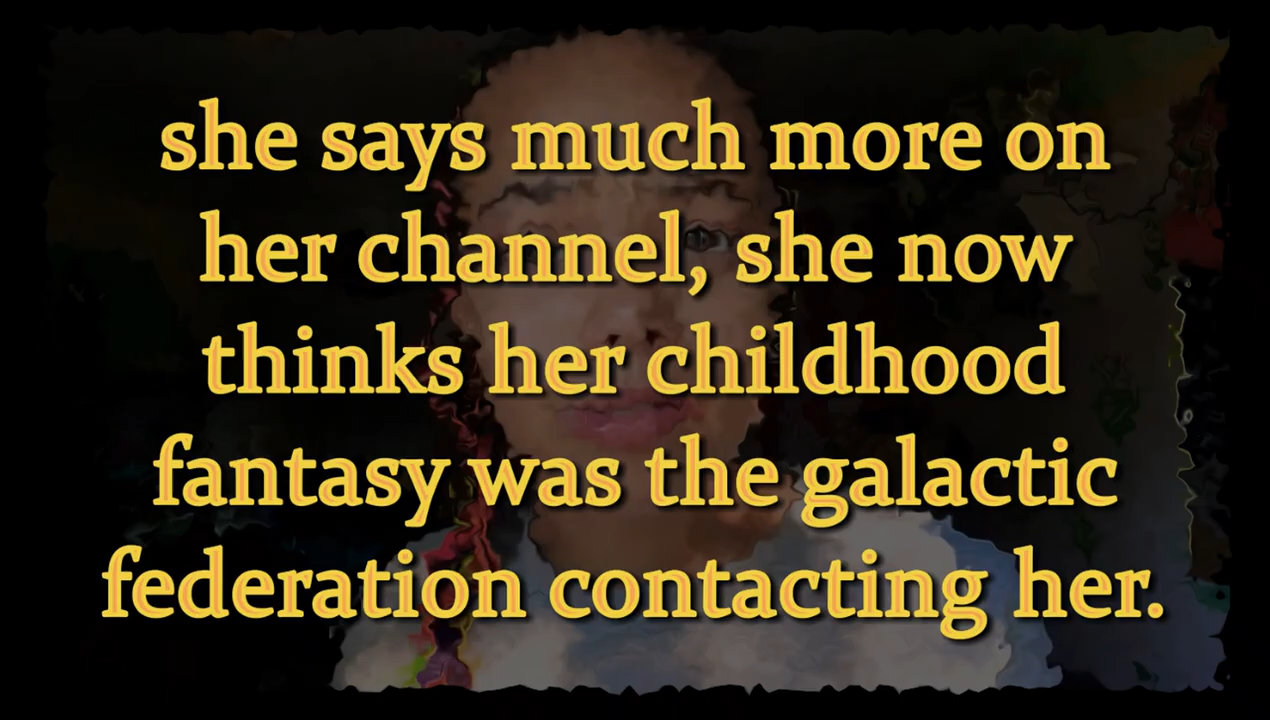 she says much more on
her channel, she now
thinks her childhood
fantasy was the galactic
federation contacting her.